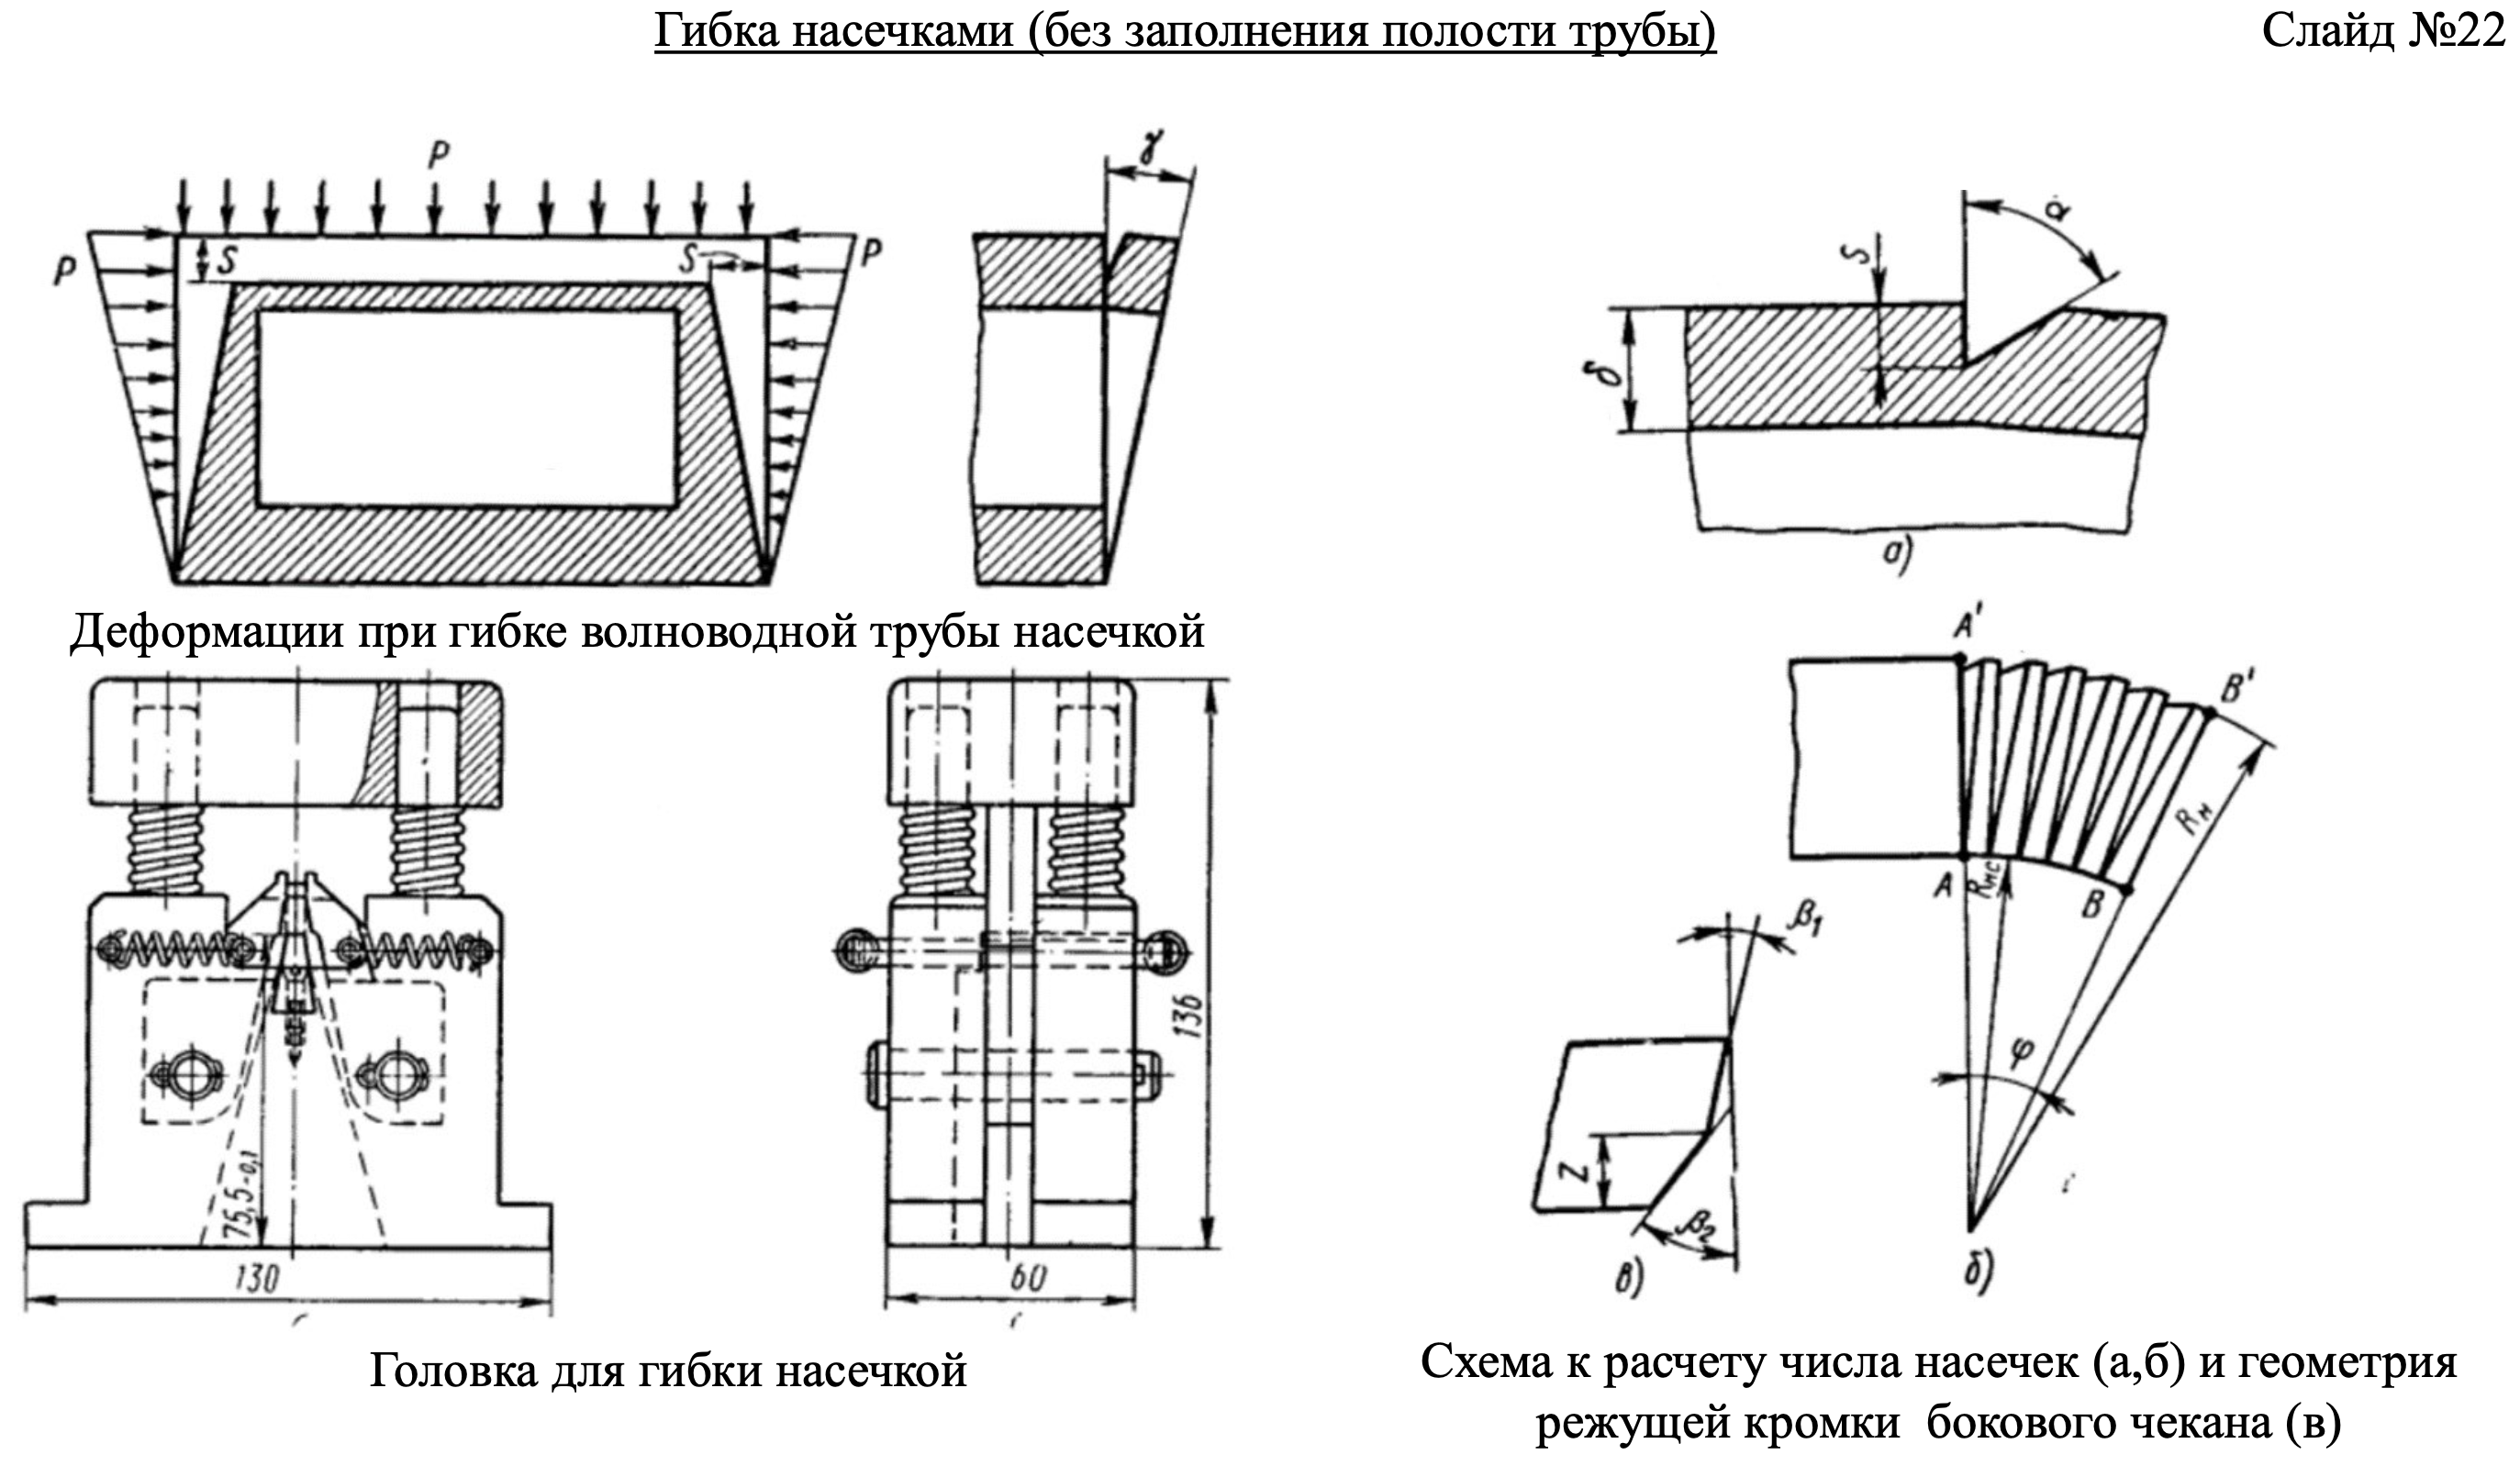 Гибка насечками (без заполнения полости трубы)
Слайд №22
P
P
S
S
P
γ
α
S
δ
а)
Деформации при гибке волноводной трубы насечкой
A'
B'
Rн
A
Rнс
B
φ
б)
β1
Z
β2
в)
75,5-0,1
130
136
60
Головка для гибки насечкой
Схема к расчету числа насечек (а,б) и геометрия
режущей кромки бокового чекана (в)